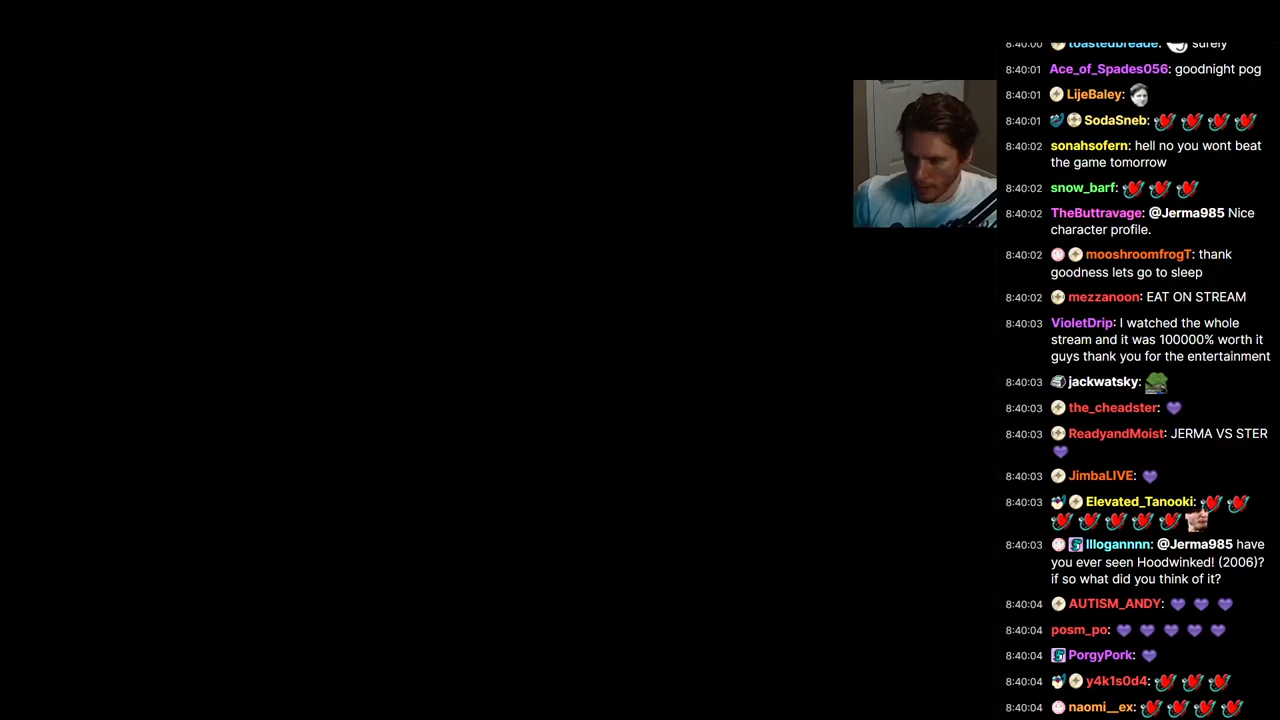 8:40:00 toastedbreade: surely
8:40:01 Ace_of_Spades056: goodnight pog
8:40:01 LijeBaley:
8:40:01 SodaSneb:
8:40:02 sonahsofern: hell no you wont beat
the game tomorrow
8:40:02 snow_barf:
8:40:02 TheButtravage: @Jerma985 Nice
character profile.
8:40:02 mooshroomfrogT: thank
goodness lets go to sleep
8:40:02 mezzanoon: EAT ON STREAM
8:40:03 VioletDrip: I watched the whole
stream and it was 100000% worth it
guys thank you for the entertainment
8:40:03 jackwatsky:
8:40:03 the_cheadster:
8:40:03 ReadyandMoist: JERMA VS STER
8:40:03 JimbaLIVE:
8:40:03 Elevated_Tanooki:
8:40:03 Illogannnn: @Jerma985 have
you ever seen Hoodwinked! (2006)?
if so what did you think of it?
8:40:04 AUTISM_ANDY:
8:40:04 posm_po:
8:40:04 PorgyPork:
8:40:04 y4k1s0d4:
8:40:04 naomi__ex: